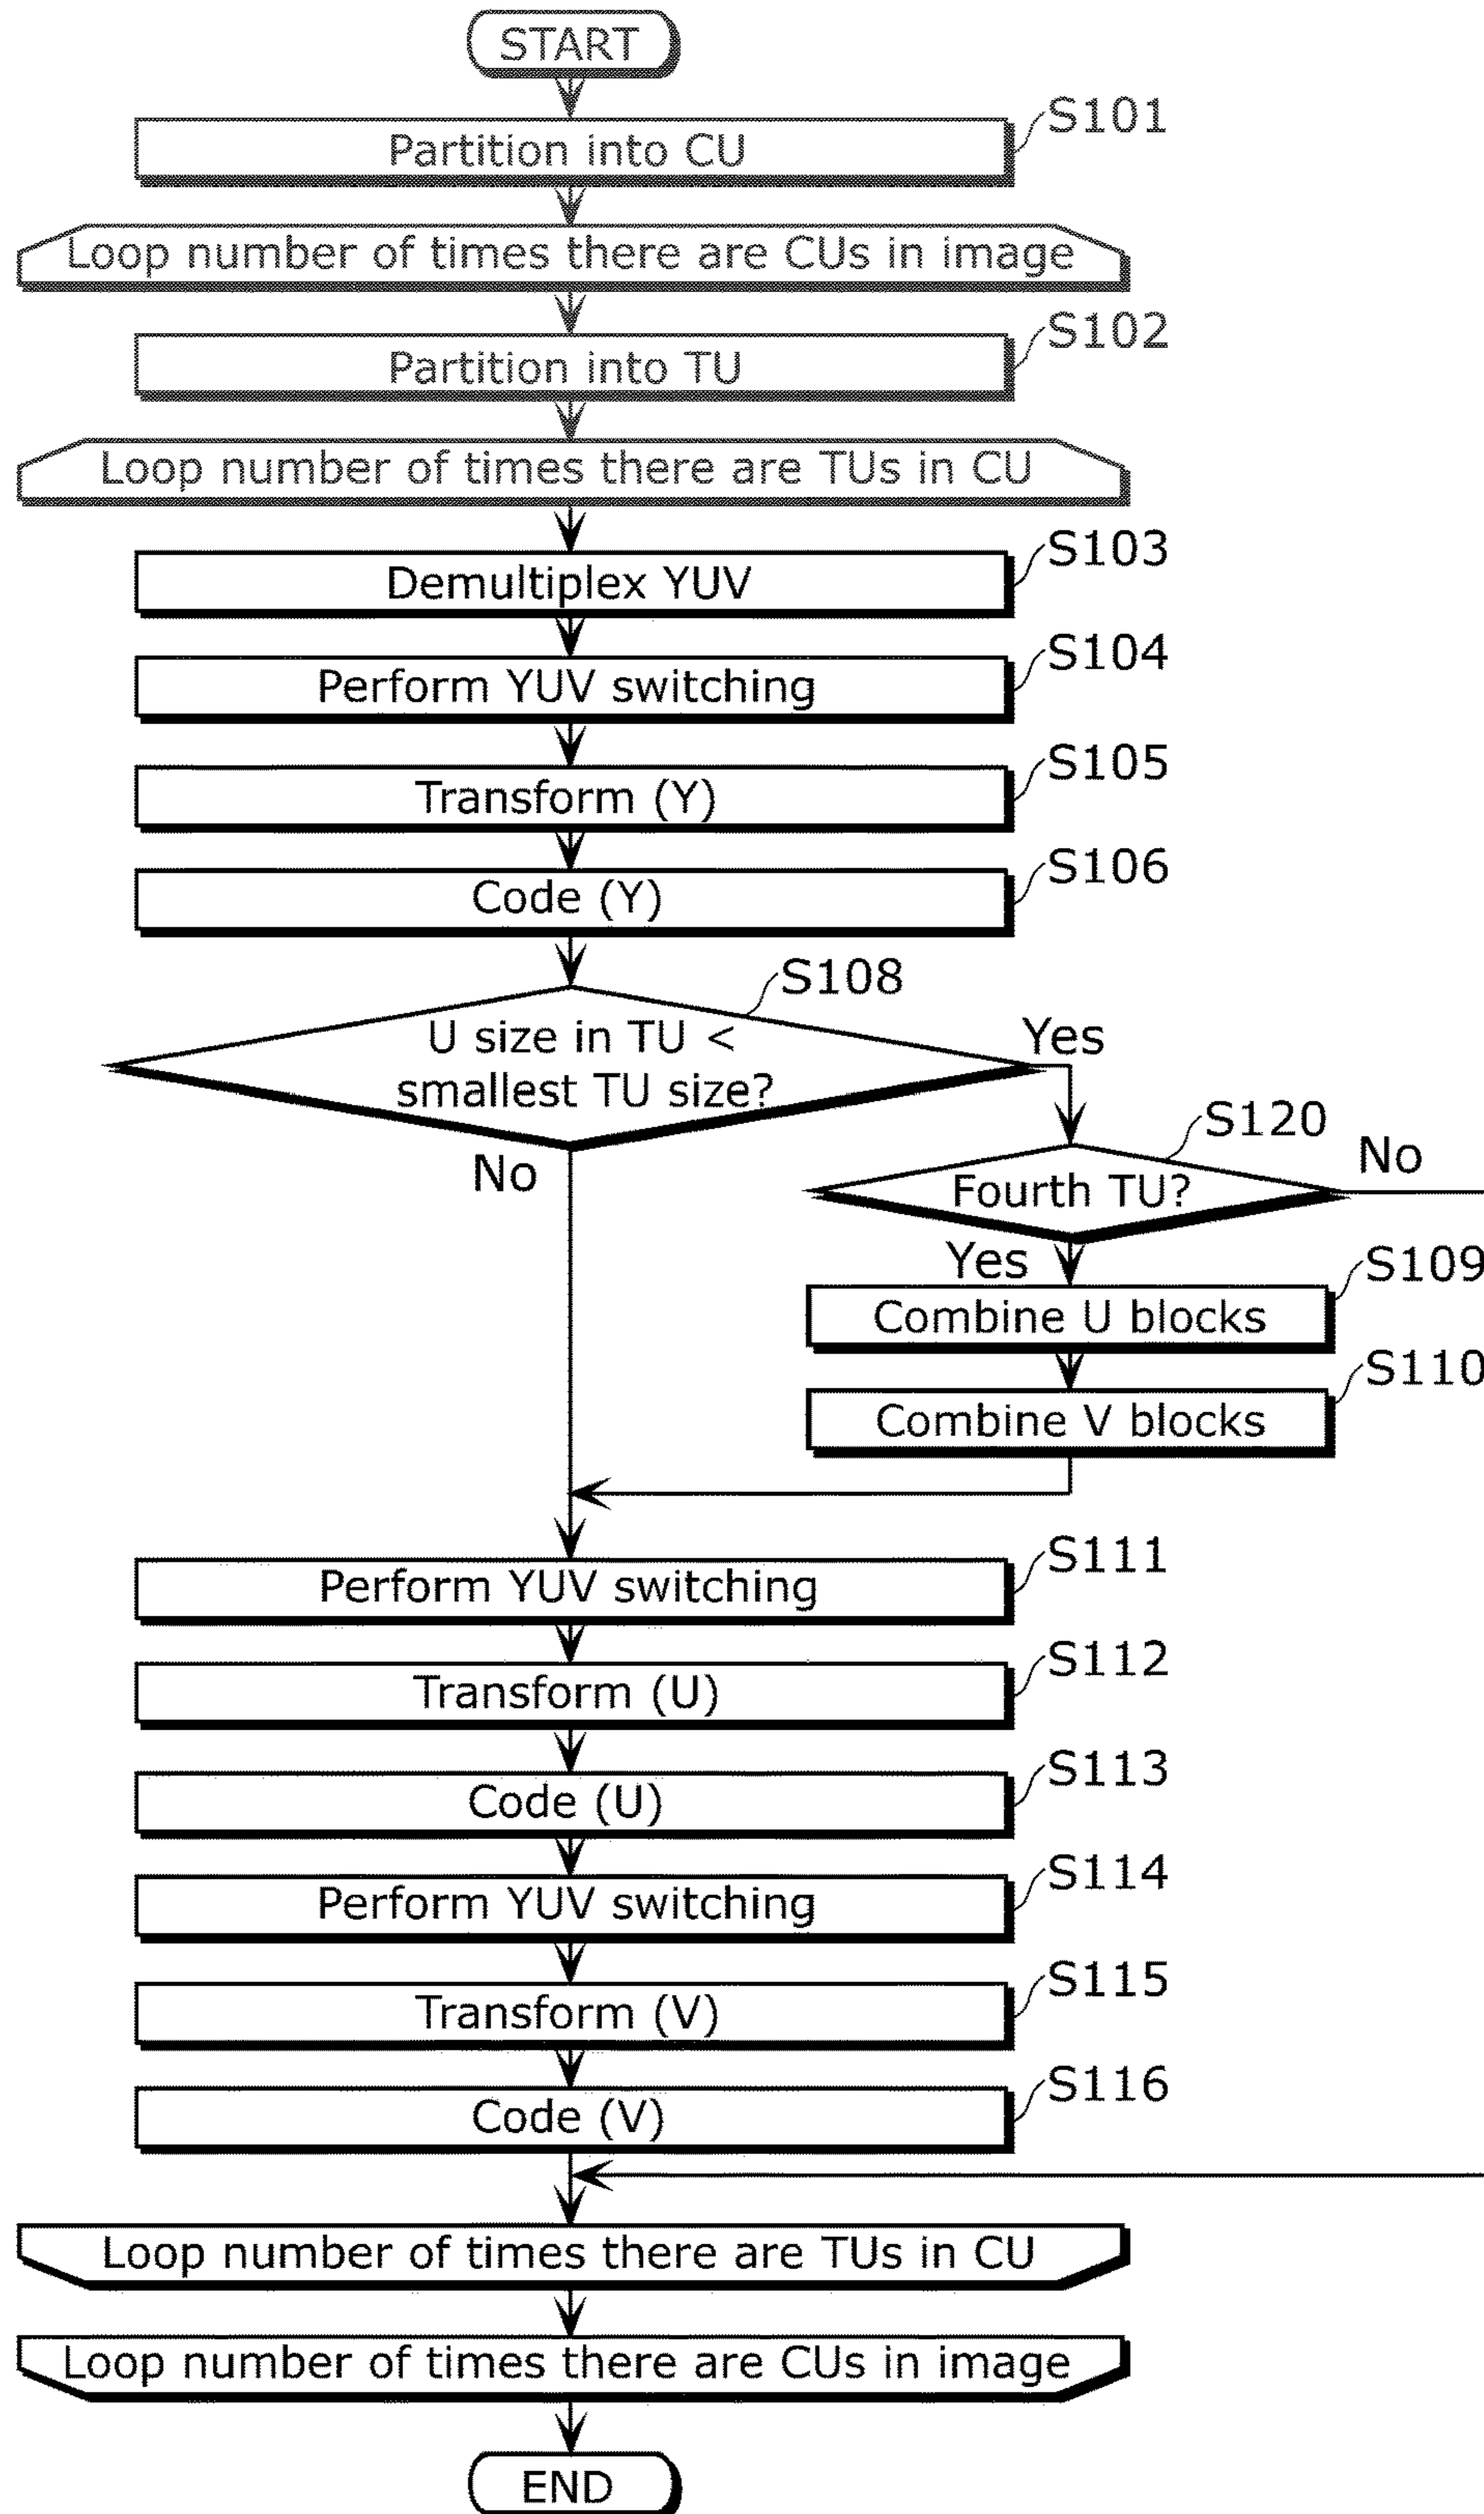 START
S101
Partition into CU
Loop number of times there are CUs in image
S102
Partition into TU
Loop number of times there are TUs in CU
S103
Demultiplex YUV
S104
Perform YUV switching
S105
Transform (Y)
S106
Code (Y)
S108
U size in TU <
smallest TU size?
Yes
No
S120
Fourth TU?
No
Yes
S109
Combine U blocks
S110
Combine V blocks
S111
Perform YUV switching
S112
Transform (U)
S113
Code (U)
S114
Perform YUV switching
S115
Transform (V)
S116
Code (V)
Loop number of times there are TUs in CU
Loop number of times there are CUs in image
END